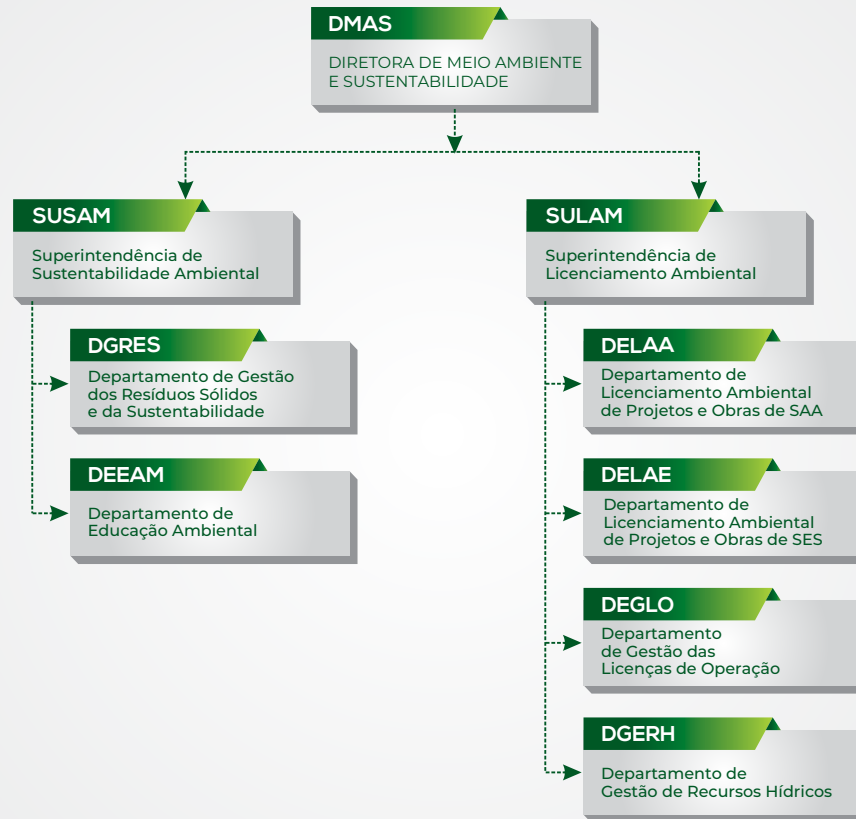 DMAS
DIRETORA DE MEIO AMBIENTE
E SUSTENTABILIDADE
SUSAM
Superintendência de
Sustentabilidade Ambiental
DGRES
Departamento de Gestão
dos Resíduos Sólidos
e da Sustentabilidade
DEEAM
Departamento de
Educação Ambiental
SULAM
Superintendência de
Licenciamento Ambiental
DELAA
Departamento de
Licenciamento Ambiental
de Projetos e Obras de SAA
DELAE
Departamento de
Licenciamento Ambiental
de Projetos e Obras de SES
DEGLO
Departamento
de Gestão das
Licenças de Operação
DGERH
Departamento de
Gestão de Recursos Hídricos